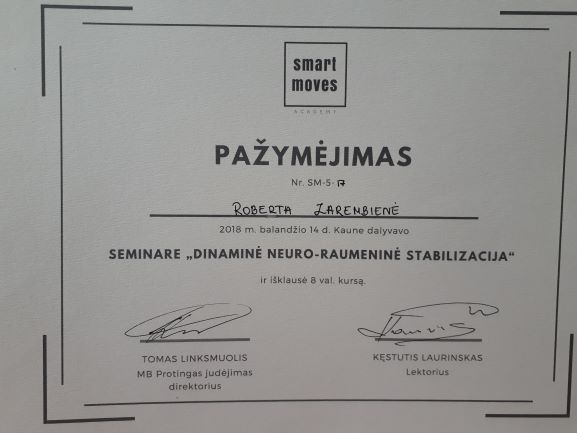 smart
moves
ACADEMY
PAŽYMĖJIMAS
Nr. SM-5-17
ROBERTA ZAREMBIENĖ
2018 m. balandžio 14 d. Kaune dalyvavo
SEMINARE „DINAMINĖ NEURO-RAUMENINĖ STABILIZACIJA“
ir išklausė 8 val. kursą.
TOMAS LINKSMUOLIS
MB Protingas judėjimas
direktorius
KĘSTUTIS LAURINSKAS
Lektorius